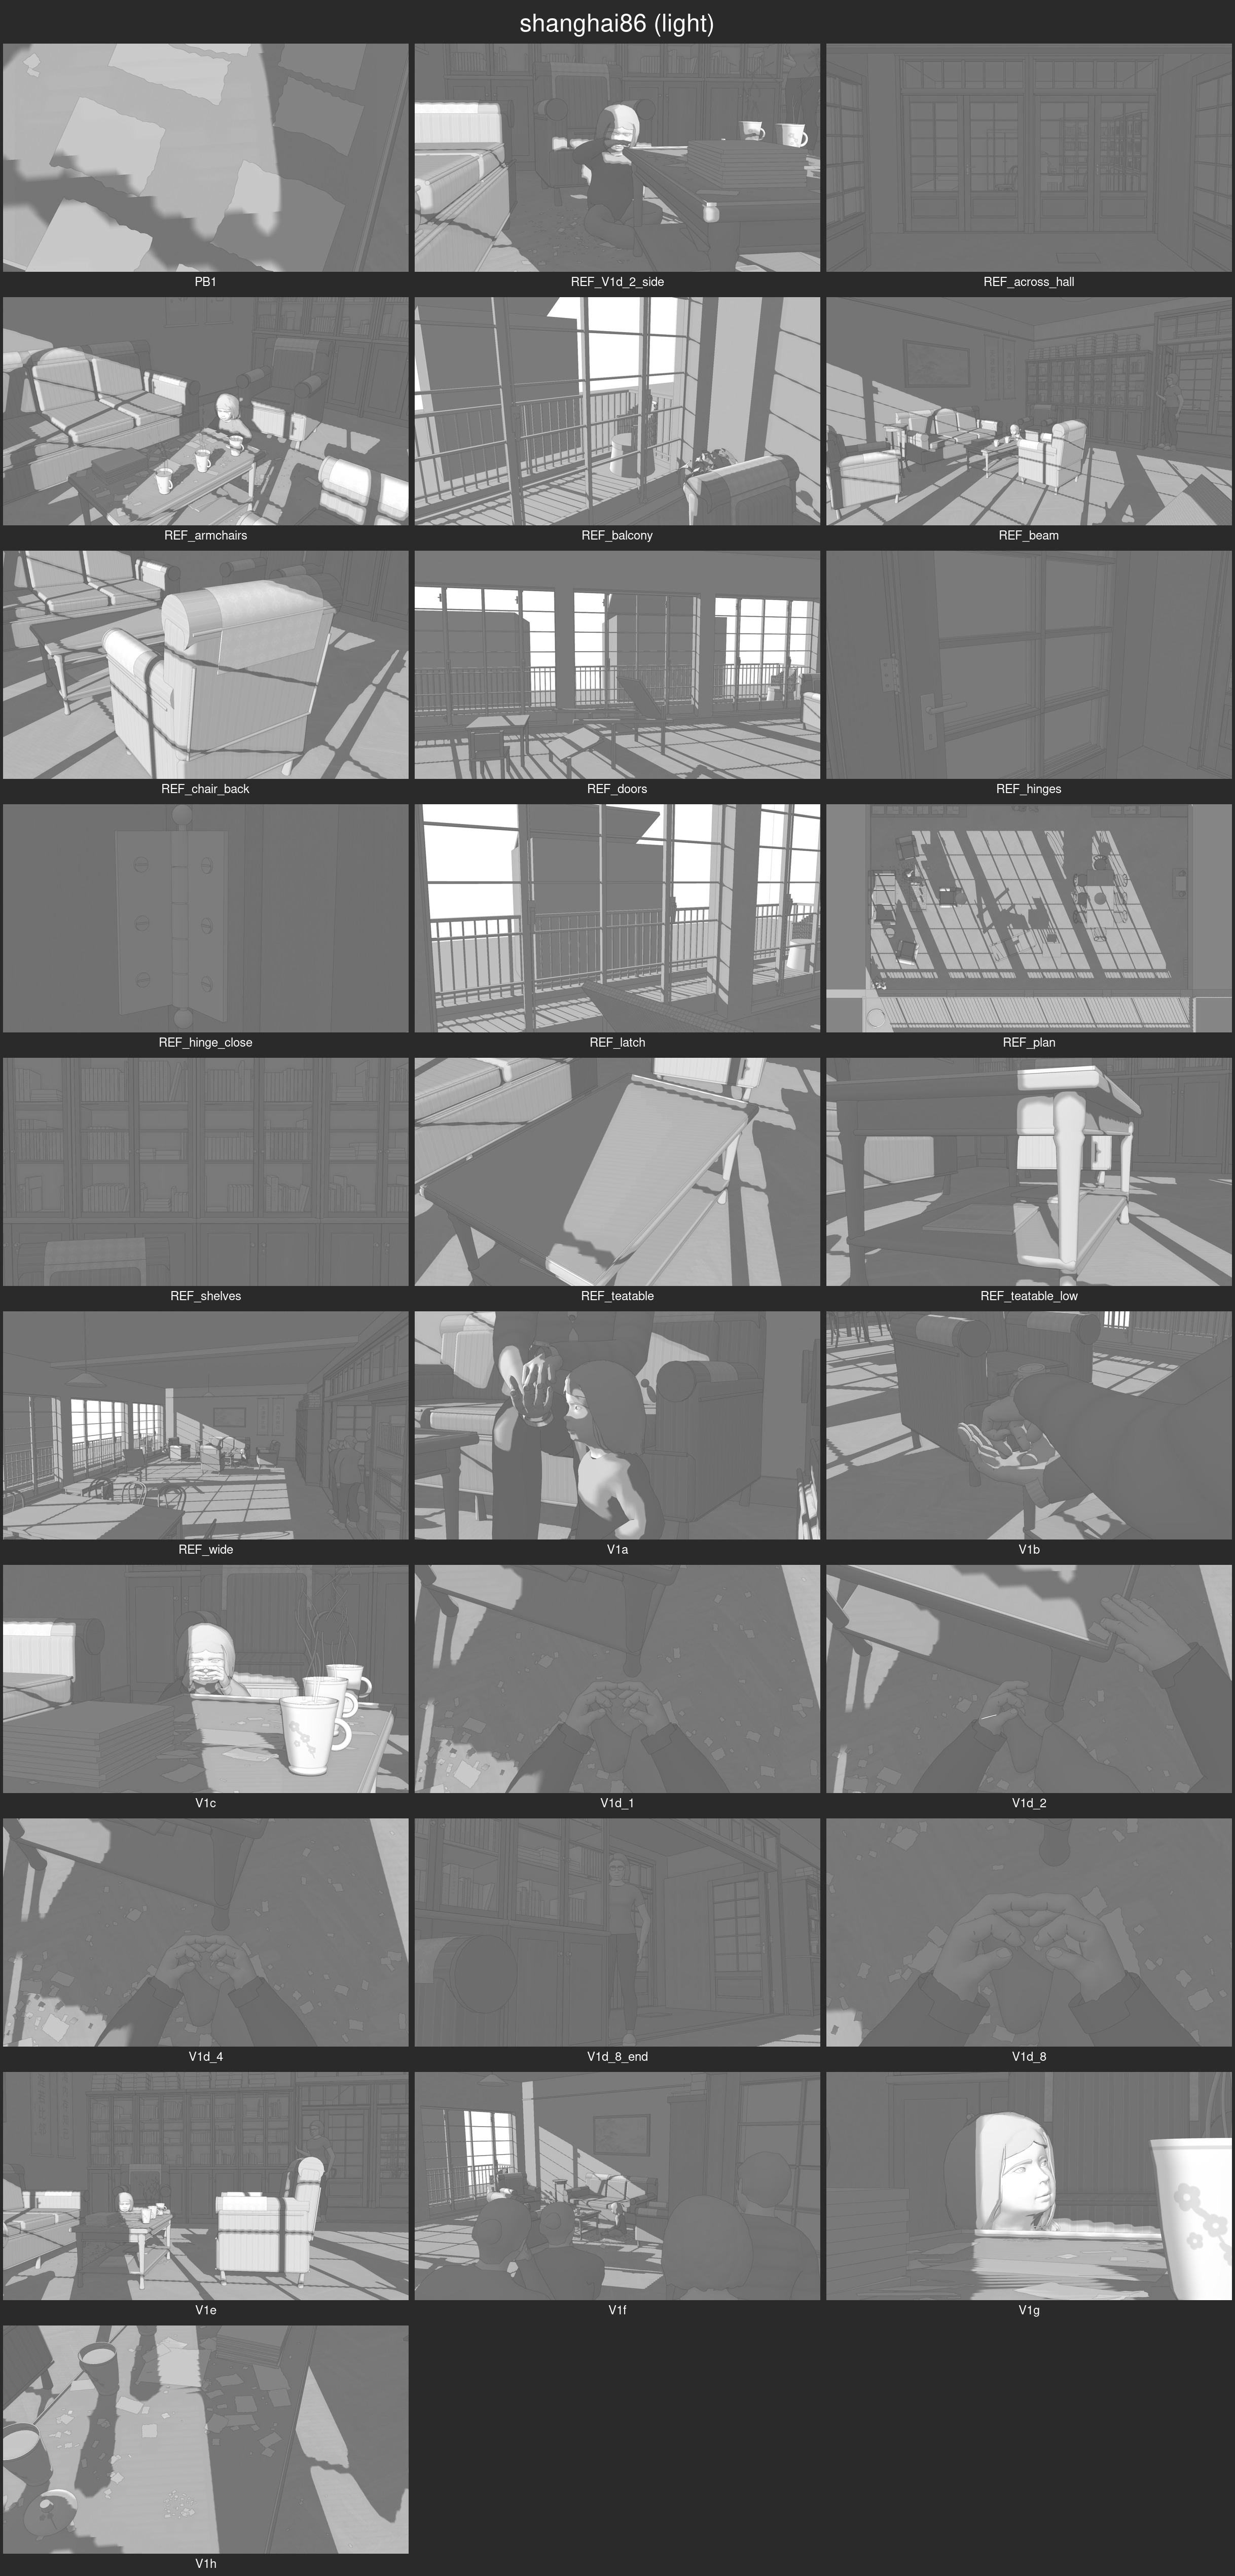 shanghai86 (light)
PB1
REF_V1d_2_side
REF_across_hall
REF_armchairs
REF_balcony
REF_beam
REF_chair_back
REF_doors
REF_hinges
REF_hinge_close
REF_latch
REF_plan
REF_shelves
REF_teatable
REF_teatable_low
REF_wide
V1a
V1b
V1c
V1d_1
V1d_2
V1d_4
V1d_8_end
V1d_8
V1e
V1f
V1g
V1h